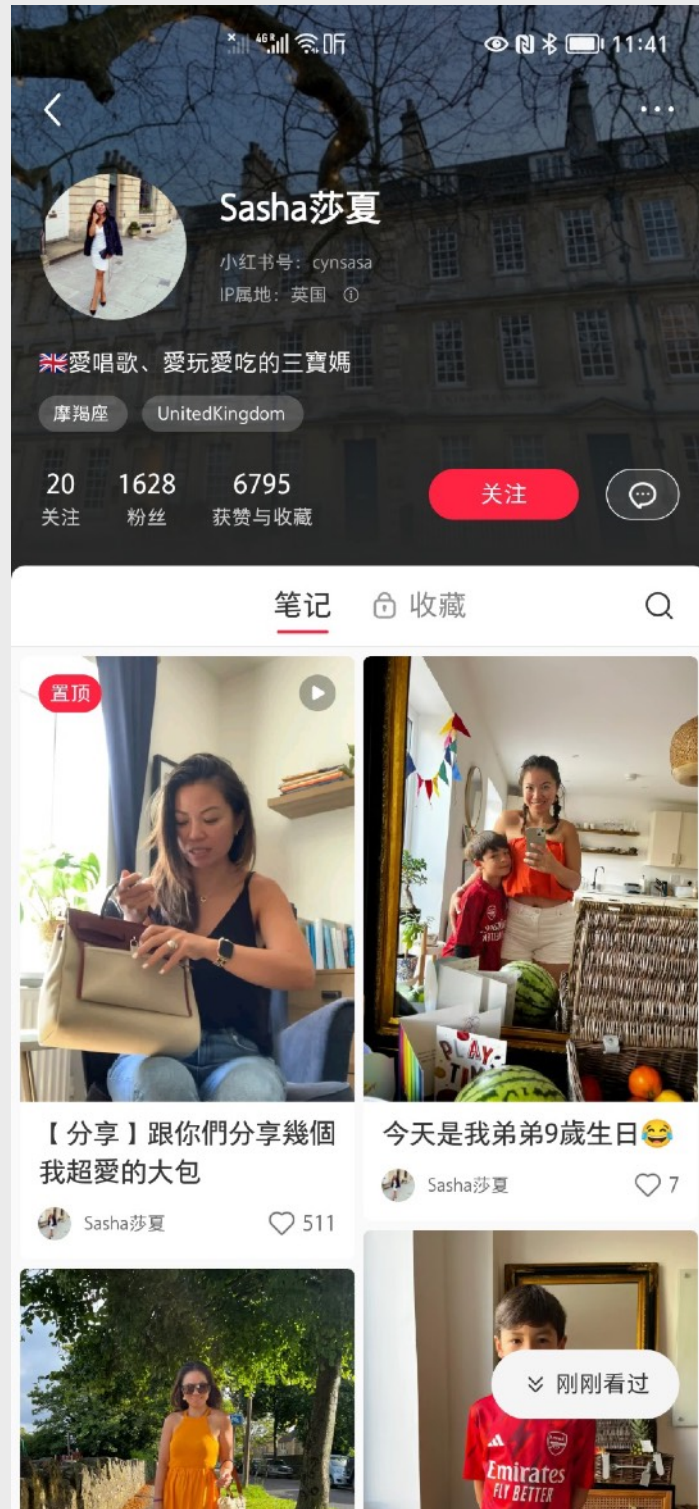 4G R 听 11:41
Sasha莎夏
小红书号：cynsasa
IP属地：英国
🇬🇧愛唱歌、愛玩愛吃的三寶媽
摩羯座 UnitedKingdom
20 1628 6795
关注 粉丝 获赞与收藏
关注
笔记 收藏
置顶
PLAY
【分享】跟你們分享幾個
我超愛的大包
Sasha莎夏 511
今天是我弟弟9歲生日😂
Sasha莎夏 7
刚刚看过
Emirates
FLY BETTER